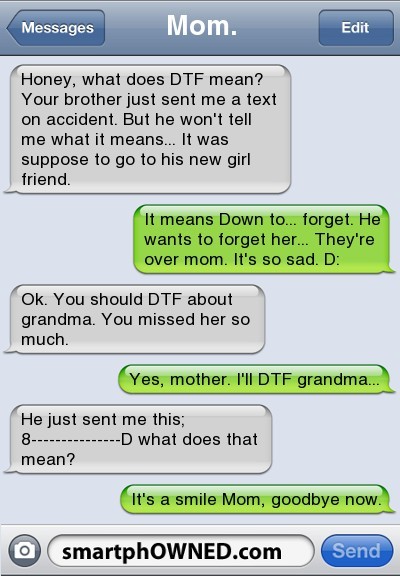 Messages
Mom.
Edit
Honey, what does DTF mean?
Your brother just sent me a text
on accident. But he won't tell
me what it means... It was
suppose to go to his new girl
friend.
It means Down to... forget. He
wants to forget her... They're
over mom. It's so sad. D:
Ok. You should DTF about
grandma. You missed her so
much.
Yes, mother. I'll DTF grandma...
He just sent me this;
8---------------D what does that
mean?
It's a smile Mom, goodbye now.
smartphOWNED.com
Send